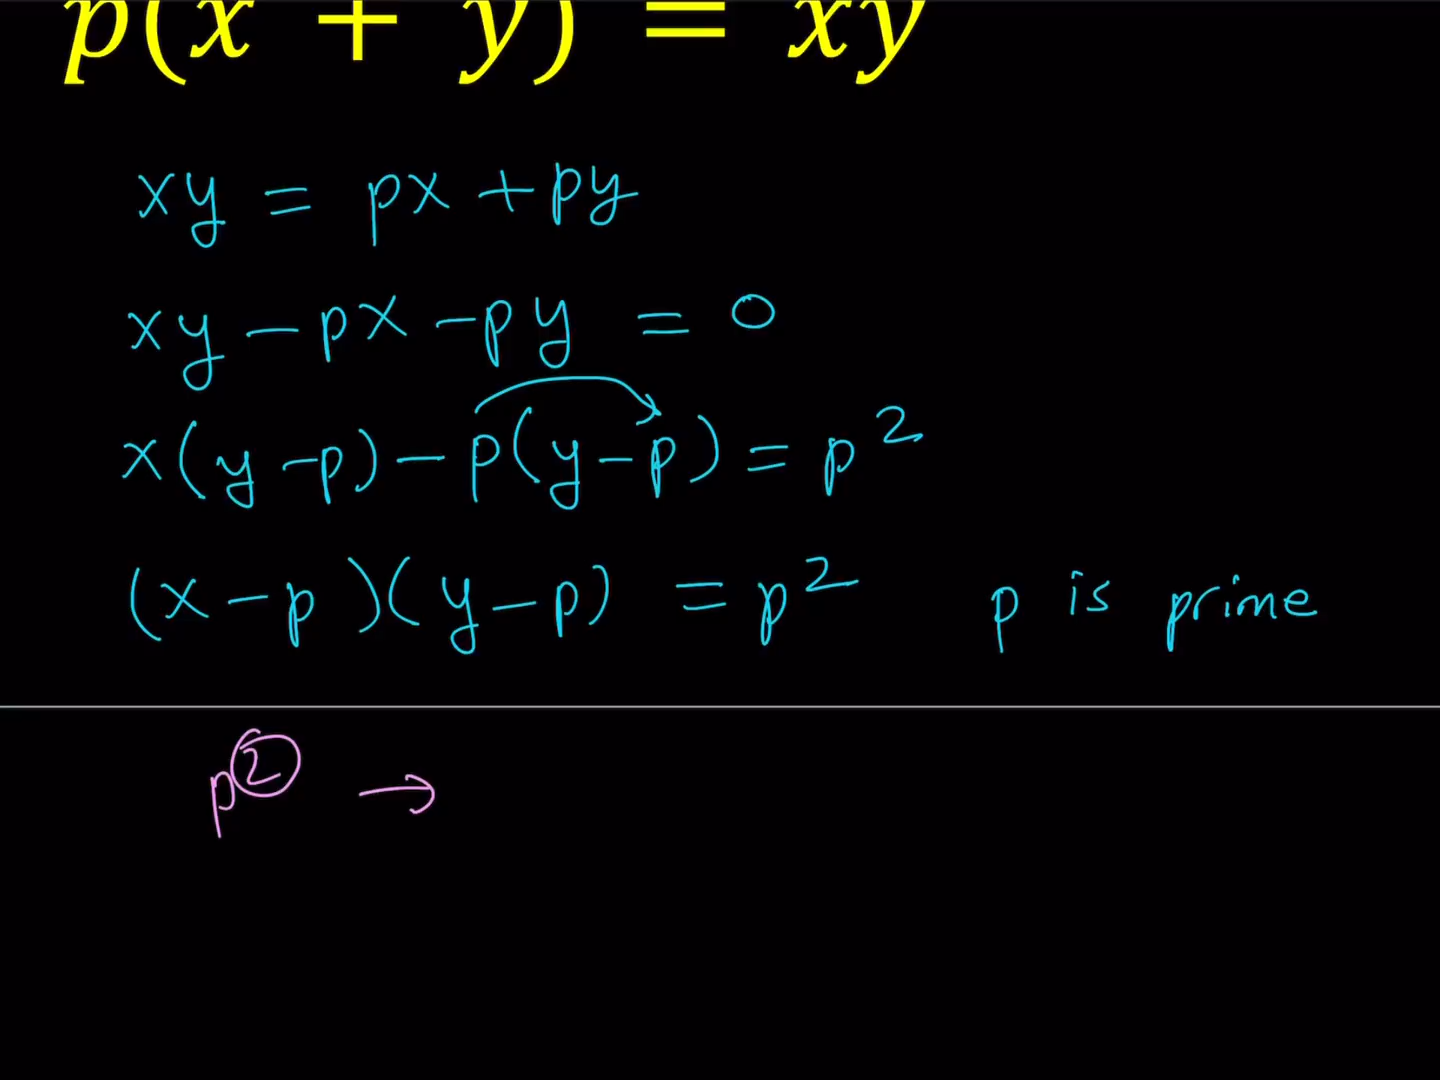 p(x + y) = xy
xy = px + py
xy - px - py = 0
x(y - p) - p(y - p) = p²
(x - p)(y - p) = p² p is prime
p² →